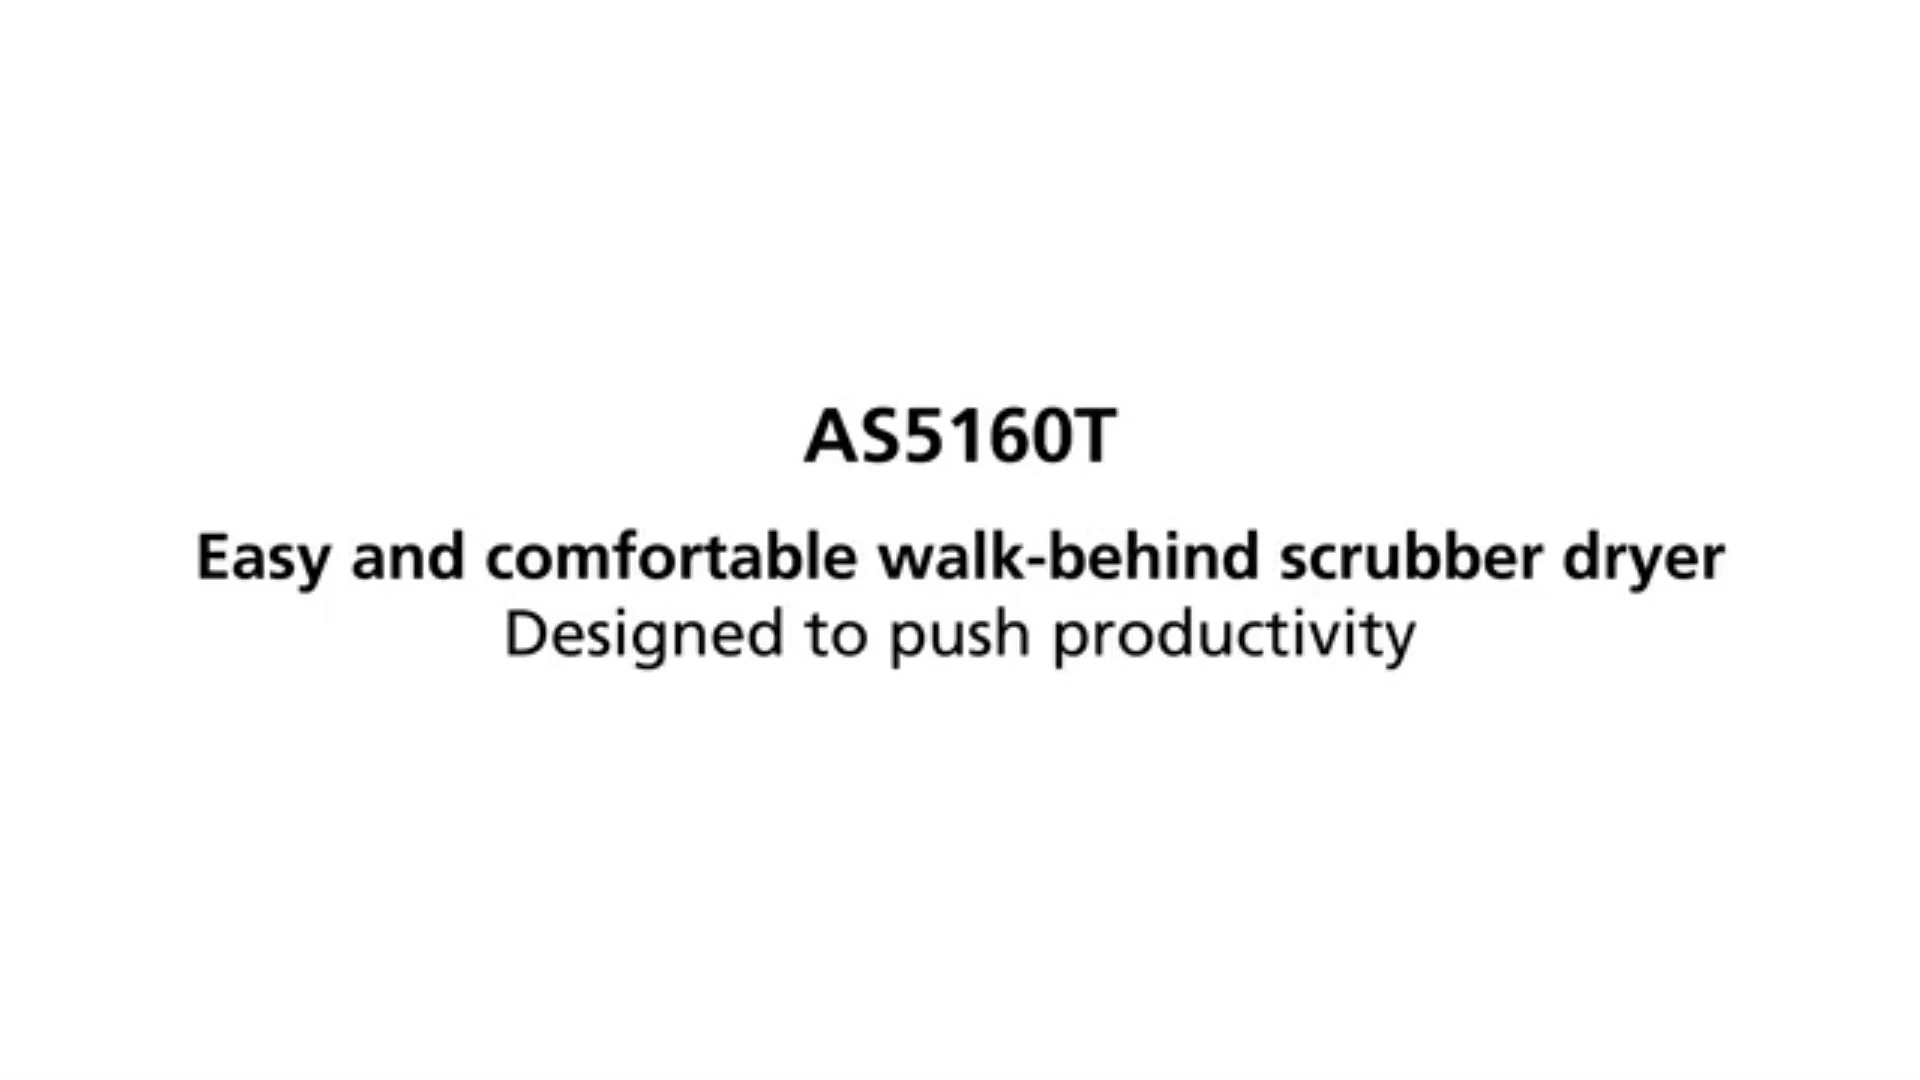 AS5160T
Easy and comfortable walk-behind scrubber dryer
Designed to push productivity